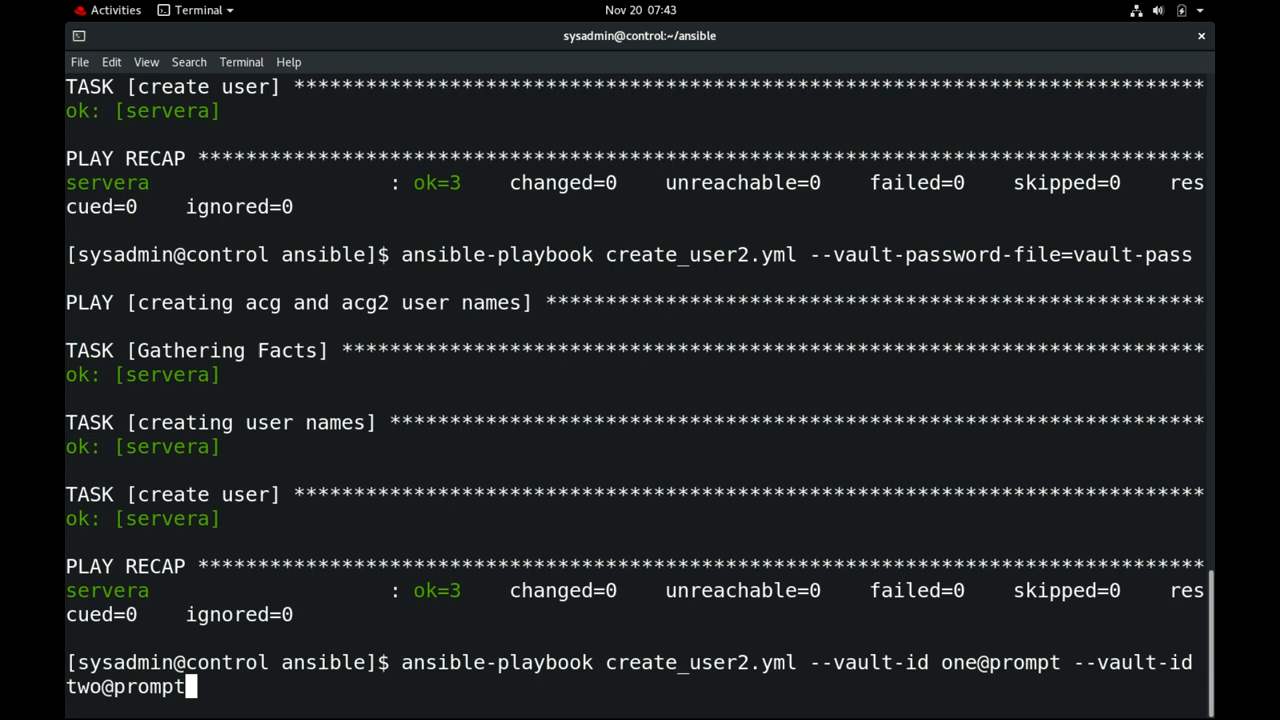 Activities Terminal Nov 20 07:43
sysadmin@control:~/ansible ×
File Edit View Search Terminal Help
TASK [create user] ****************************************************************************
ok: [servera]
PLAY RECAP ************************************************************************************
servera : ok=3 changed=0 unreachable=0 failed=0 skipped=0 res
cued=0 ignored=0
[sysadmin@control ansible]$ ansible-playbook create_user2.yml --vault-password-file=vault-pass
PLAY [creating acg and acg2 user names] *******************************************************
TASK [Gathering Facts] ************************************************************************
ok: [servera]
TASK [creating user names] ********************************************************************
ok: [servera]
TASK [create user] ****************************************************************************
ok: [servera]
PLAY RECAP ************************************************************************************
servera : ok=3 changed=0 unreachable=0 failed=0 skipped=0 res
cued=0 ignored=0
[sysadmin@control ansible]$ ansible-playbook create_user2.yml --vault-id one@prompt --vault-id
two@prompt